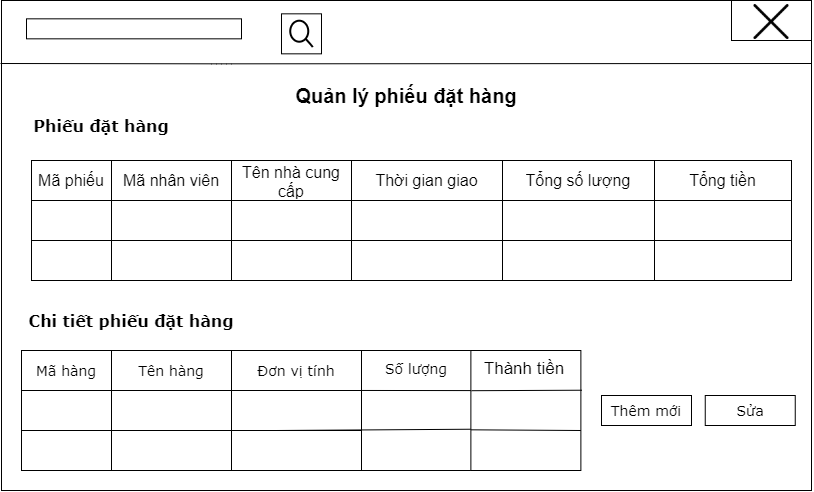 Quản lý phiếu đặt hàng
Phiếu đặt hàng
Mã phiếu Mã nhân viên Tên nhà cung cấp Thời gian giao Tổng số lượng Tổng tiền
Chi tiết phiếu đặt hàng
Mã hàng Tên hàng Đơn vị tính Số lượng Thành tiền
Thêm mới Sửa